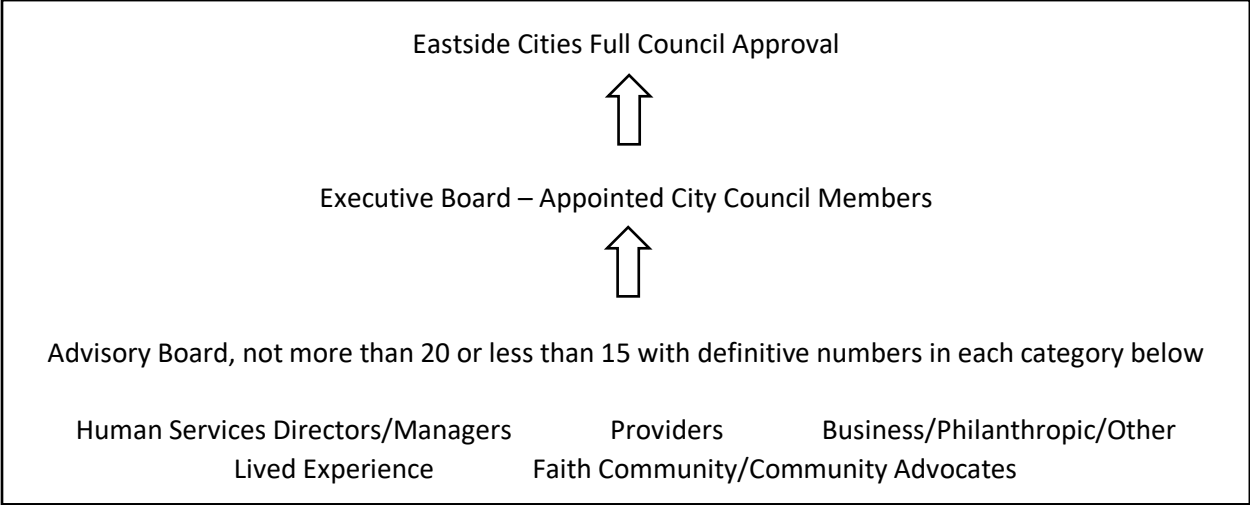 Eastside Cities Full Council Approval
Executive Board – Appointed City Council Members
Advisory Board, not more than 20 or less than 15 with definitive numbers in each category below
Human Services Directors/Managers Providers Business/Philanthropic/Other
Lived Experience Faith Community/Community Advocates